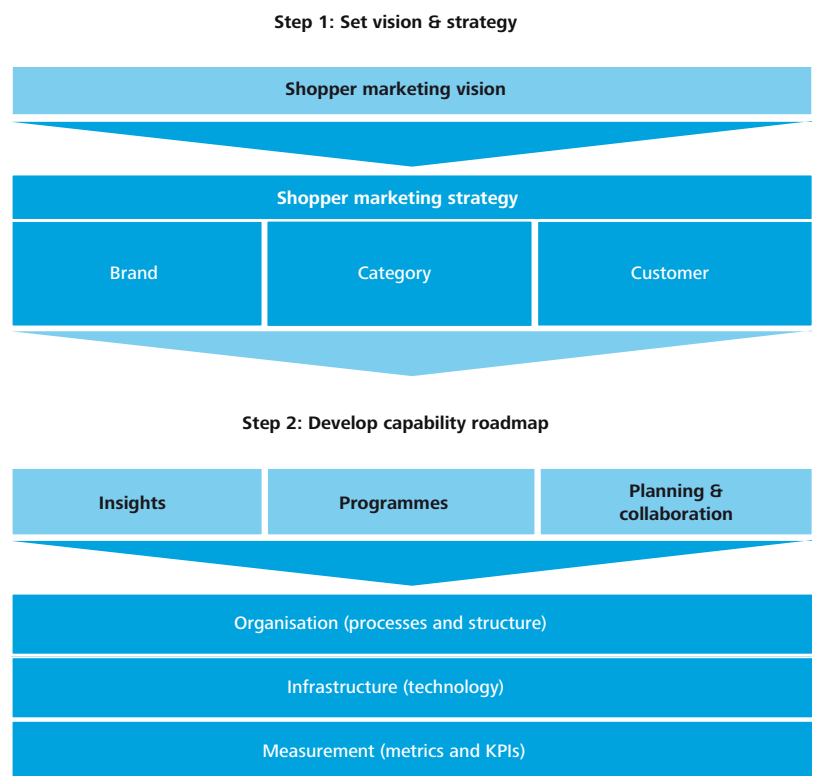 Step 1: Set vision & strategy
Shopper marketing vision
Shopper marketing strategy
Brand
Category
Customer
Step 2: Develop capability roadmap
Insights
Programmes
Planning &
collaboration
Organisation (processes and structure)
Infrastructure (technology)
Measurement (metrics and KPIs)